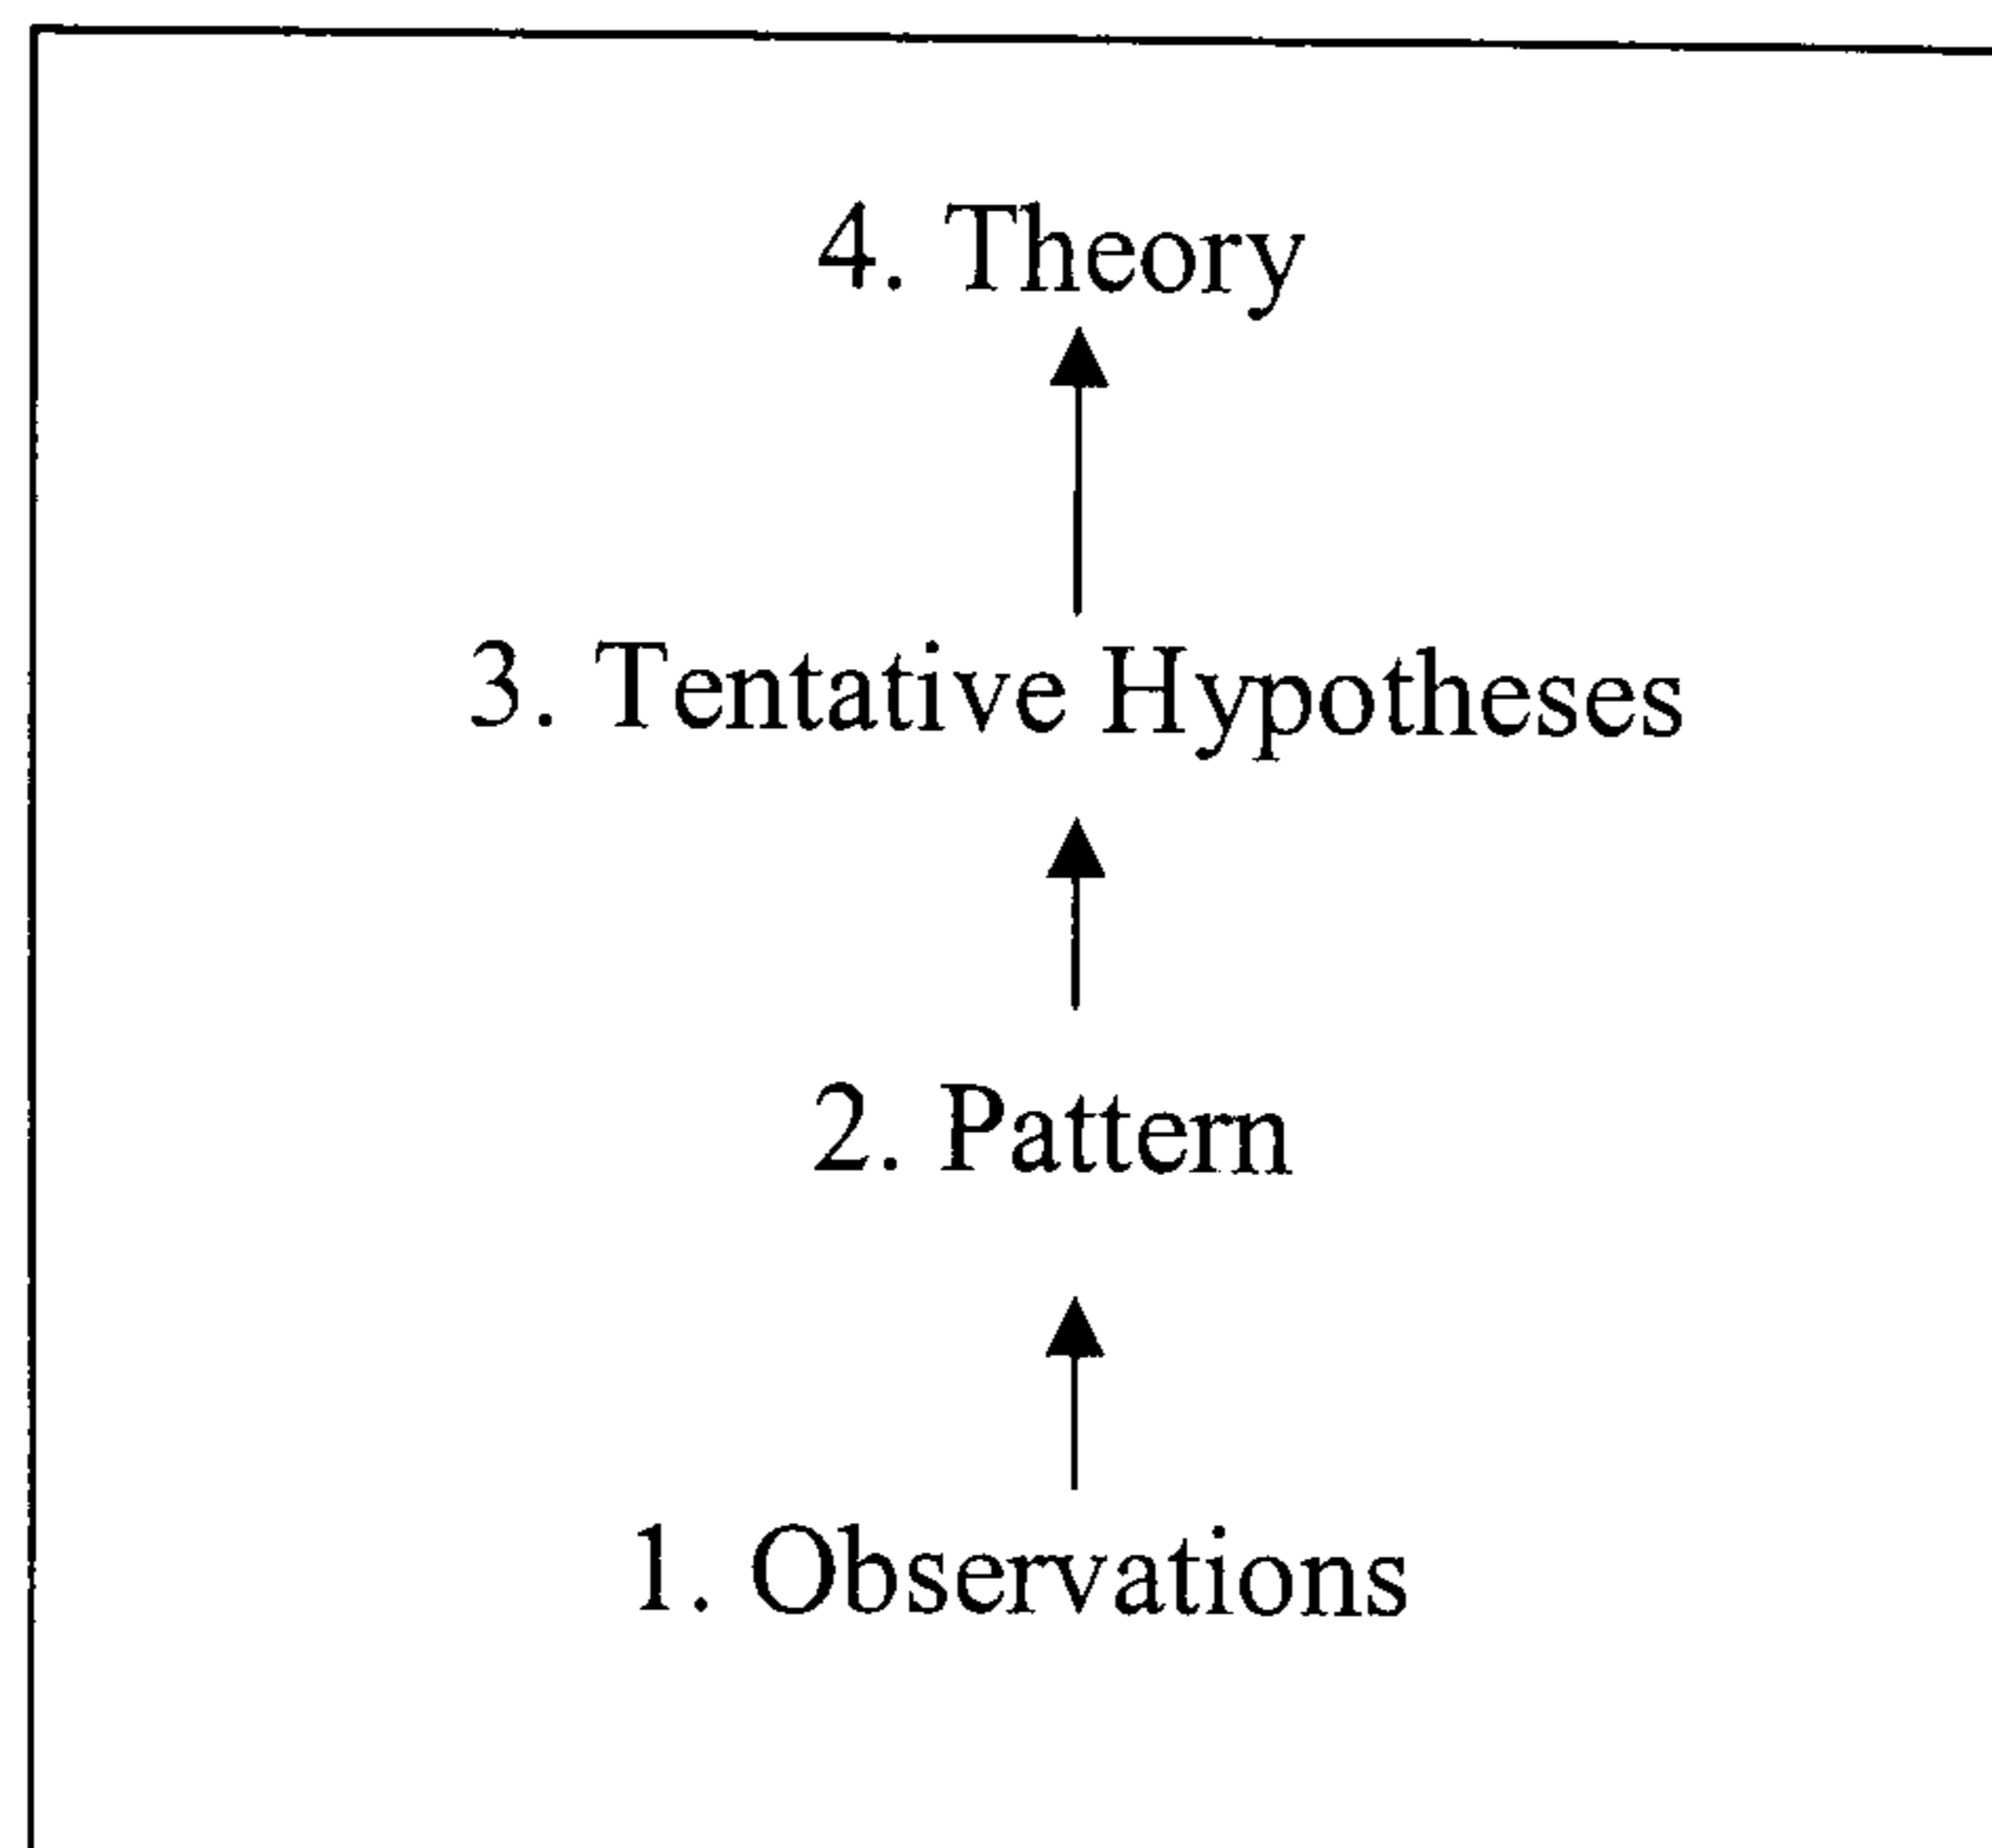 4. Theory
3. Tentative Hypotheses
2. Pattern
1. Observations